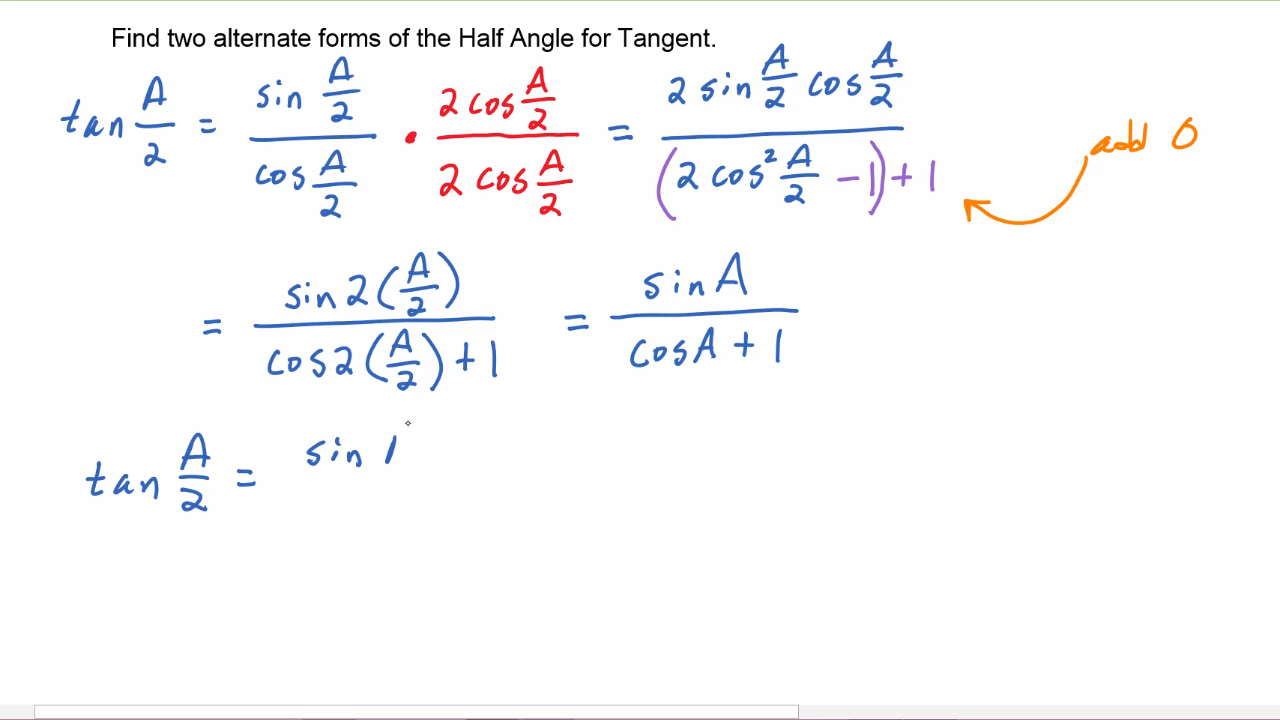 Find two alternate forms of the Half Angle for Tangent.
tan A/2 = (sin A/2)/(cos A/2) · (2 cos A/2)/(2 cos A/2) = (2 sin A/2 cos A/2)/((2 cos² A/2 − 1) + 1)
add 0
= (sin 2(A/2))/(cos 2(A/2) + 1) = (sin A)/(cos A + 1)
tan A/2 = sin